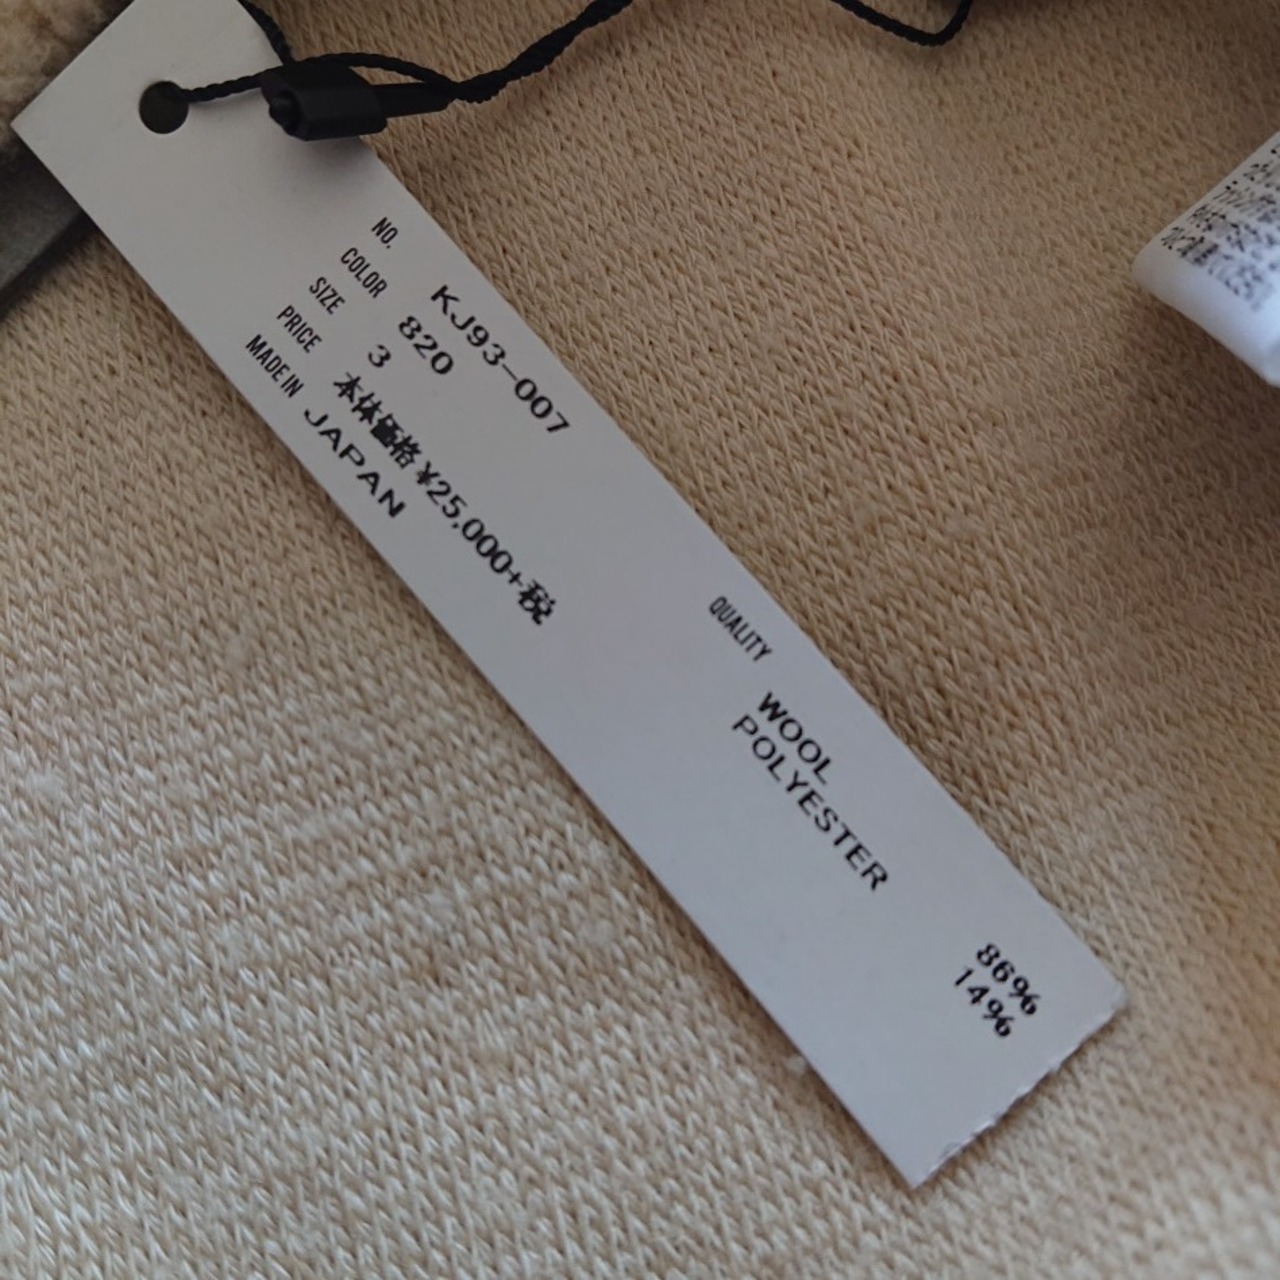 NO. KJ93-007
COLOR 820
SIZE 3
PRICE 本体価格 ¥25,000+税
MADE IN JAPAN
QUALITY
WOOL 86%
POLYESTER 14%